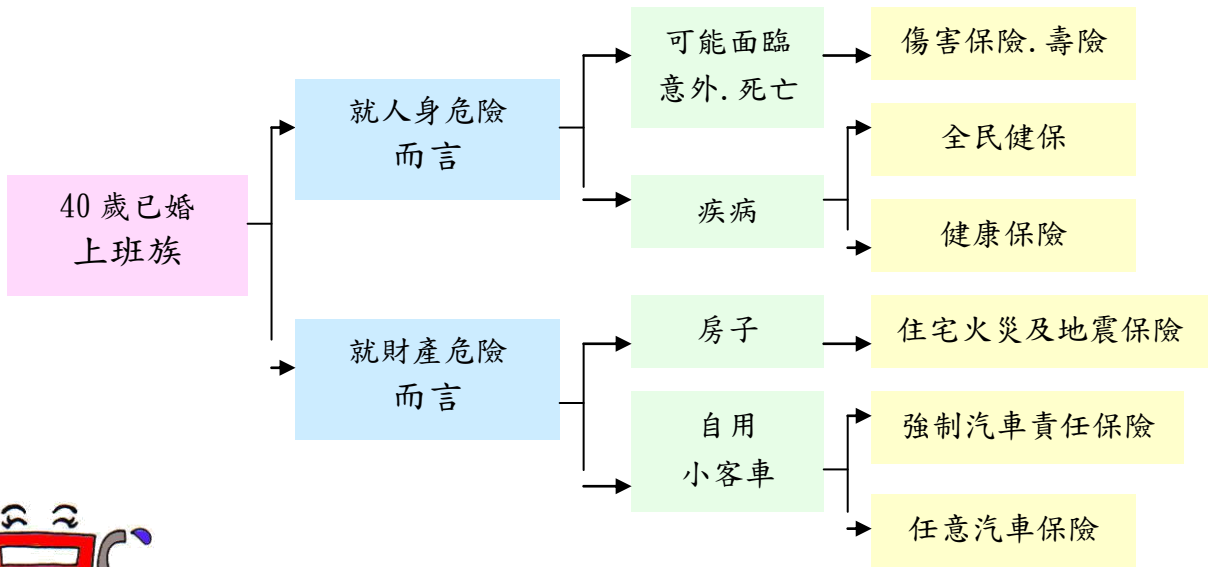 40 歲已婚
上班族
就人身危險
而言
可能面臨
意外.死亡
傷害保險.壽險
疾病
全民健保
健康保險
就財產危險
而言
房子
住宅火災及地震保險
自用
小客車
強制汽車責任保險
任意汽車保險